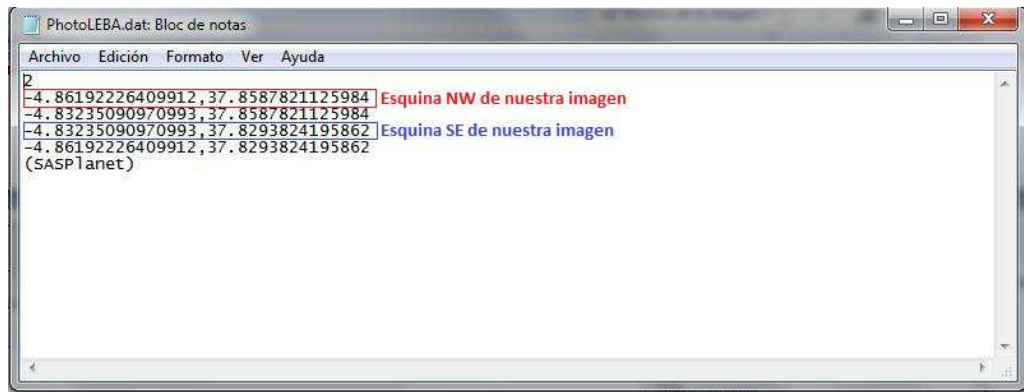 PhotoLEBA.dat: Bloc de notas
Archivo Edición Formato Ver Ayuda
2
-4.86192226409912,37.8587821125984 Esquina NW de nuestra imagen
-4.83235090970993,37.8587821125984
-4.83235090970993,37.8293824195862 Esquina SE de nuestra imagen
-4.86192226409912,37.8293824195862
(SASPlanet)